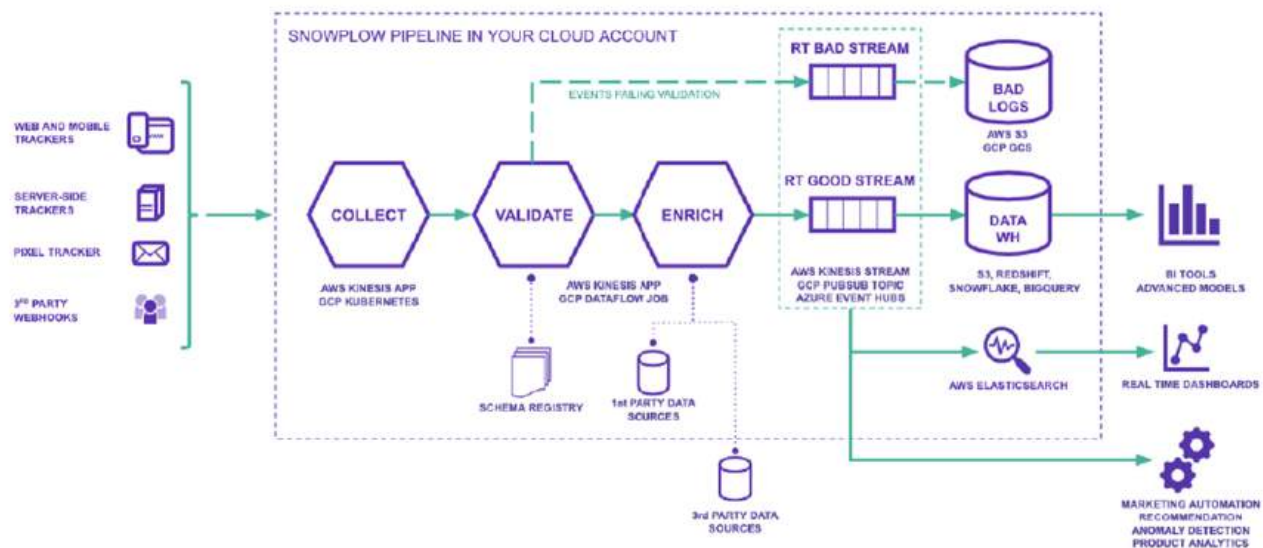 SNOWPLOW PIPELINE IN YOUR CLOUD ACCOUNT
RT BAD STREAM
EVENTS FAILING VALIDATION
BAD
LOGS
AWS S3
GCP GCS
WEB AND MOBILE
TRACKERS
SERVER-SIDE
TRACKERS
PIXEL TRACKER
3RD PARTY
WEBHOOKS
COLLECT
AWS KINESIS APP
GCP KUBERNETES
VALIDATE
ENRICH
AWS KINESIS APP
GCP DATAFLOW JOB
RT GOOD STREAM
AWS KINESIS STREAM
GCP PUBSUB TOPIC
AZURE EVENT HUBS
DATA
WH
S3, REDSHIFT,
SNOWFLAKE, BIGQUERY
BI TOOLS
ADVANCED MODELS
SCHEMA REGISTRY
1st PARTY DATA
SOURCES
3rd PARTY DATA
SOURCES
AWS ELASTICSEARCH
REAL TIME DASHBOARDS
MARKETING AUTOMATION
RECOMMENDATION
ANOMALY DETECTION
PRODUCT ANALYTICS